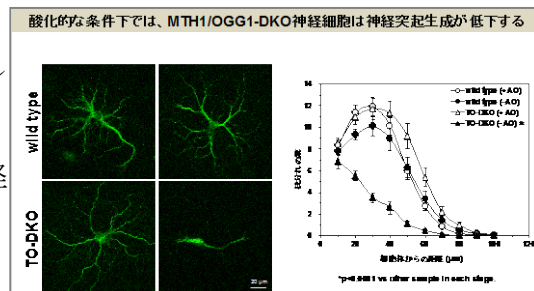 酸化的な条件下では、MTH1/OGG1-DKO神経細胞は神経突起生成が低下する
wild type
TO-DKO
20 μm
14
12
10
8
6
4
2
0
0 20 40 60 80 100 120
細胞体からの距離 (μm)
wild type (+AO)
wild type (-AO)
TO-DKO (+AO)
TO-DKO (-AO) *
vs other sample in each stage.